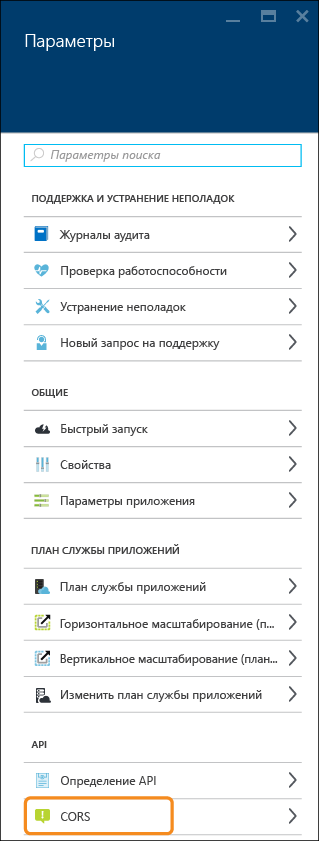 Параметры
Параметры поиска
ПОДДЕРЖКА И УСТРАНЕНИЕ НЕПОЛАДОК
Журналы аудита
Проверка работоспособности
Устранение неполадок
Новый запрос на поддержку
ОБЩИЕ
Быстрый запуск
Свойства
Параметры приложения
ПЛАН СЛУЖБЫ ПРИЛОЖЕНИЙ
План службы приложений
Горизонтальное масштабирование (п...
Вертикальное масштабирование (план...
Изменить план службы приложений
API
Определение API
CORS